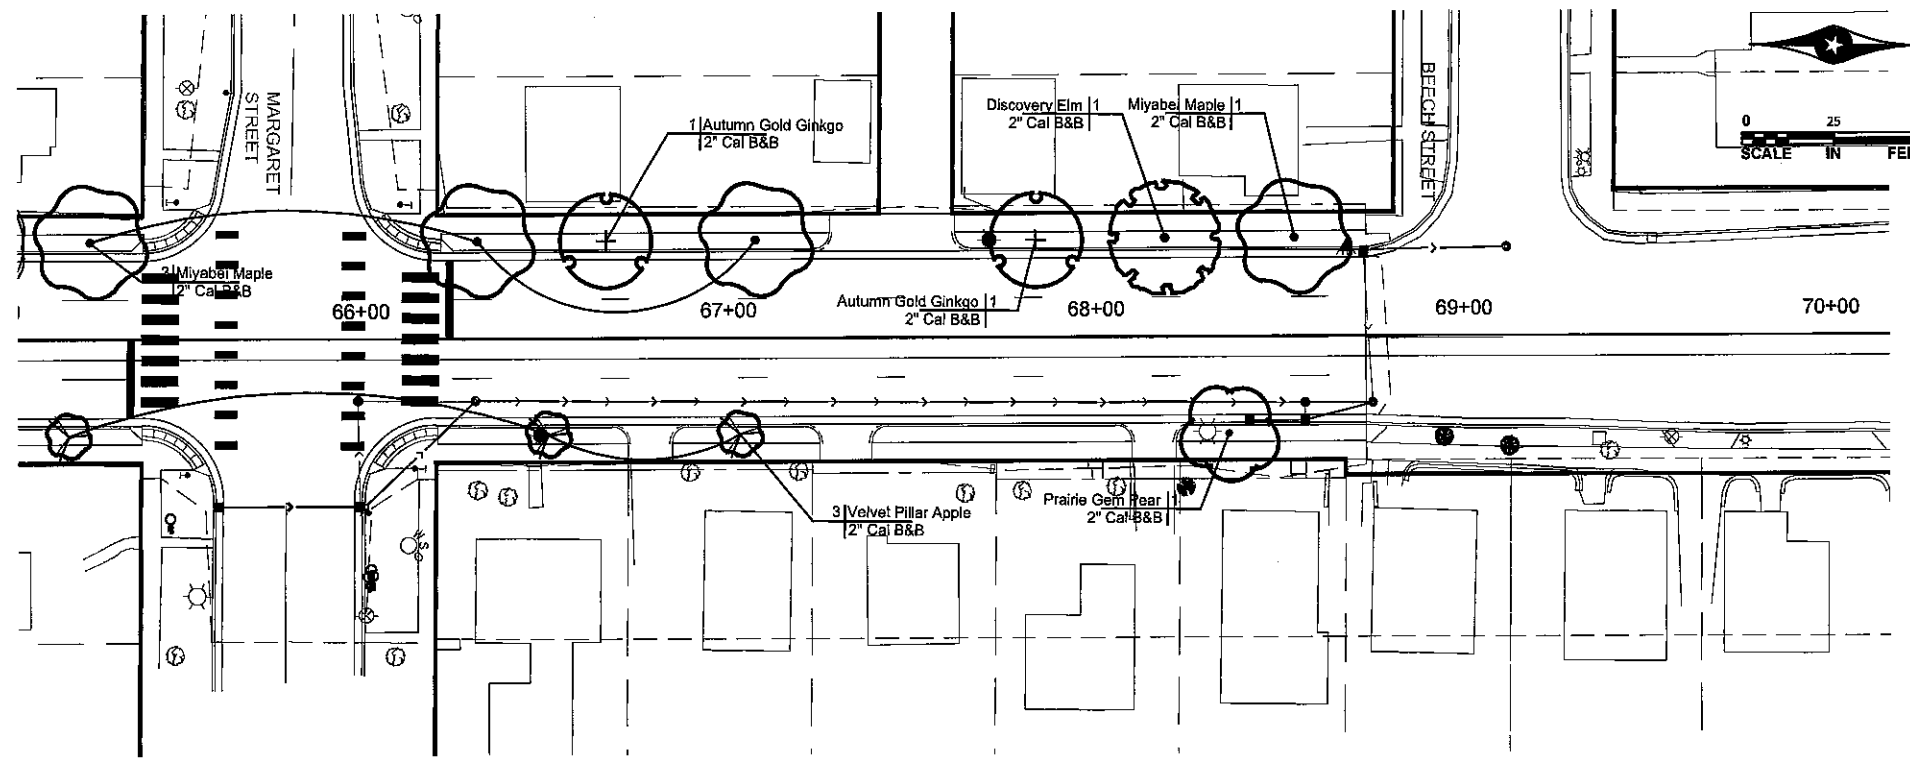 MARGARET
STREET
1 Autumn Gold Ginkgo
2" Cal B&B
Discovery Elm 1
2" Cal B&B
Miyabei Maple 1
2" Cal B&B
BEECH STREET
0 25
SCALE IN FE
3 Miyabei Maple
2" Cal B&B
Autumn Gold Ginkgo 1
2" Cal B&B
66+00 67+00 68+00 69+00 70+00
3 Velvet Pillar Apple
2" Cal B&B
Prairie Gem Pear 1
2" Cal B&B